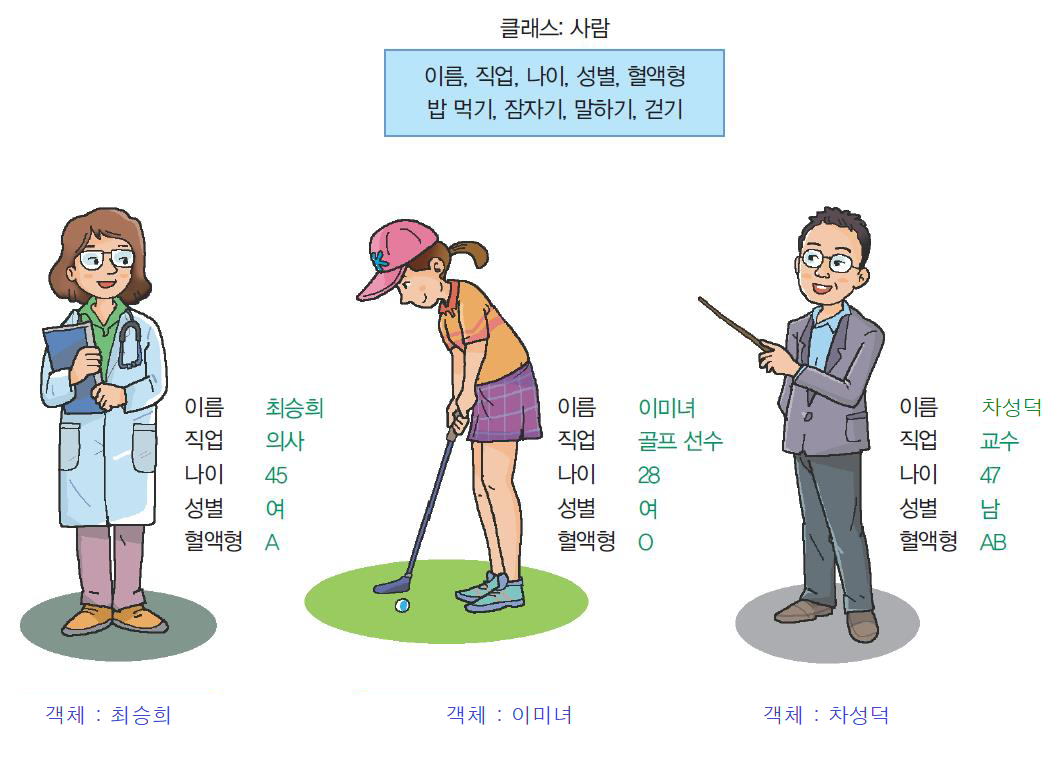 클래스: 사람
이름, 직업, 나이, 성별, 혈액형
밥 먹기, 잠자기, 말하기, 걷기
이름 최승희
직업 의사
나이 45
성별 여
혈액형 A
이름 이미녀
직업 골프 선수
나이 28
성별 여
혈액형 O
이름 차성덕
직업 교수
나이 47
성별 남
혈액형 AB
객체 : 최승희
객체 : 이미녀
객체 : 차성덕